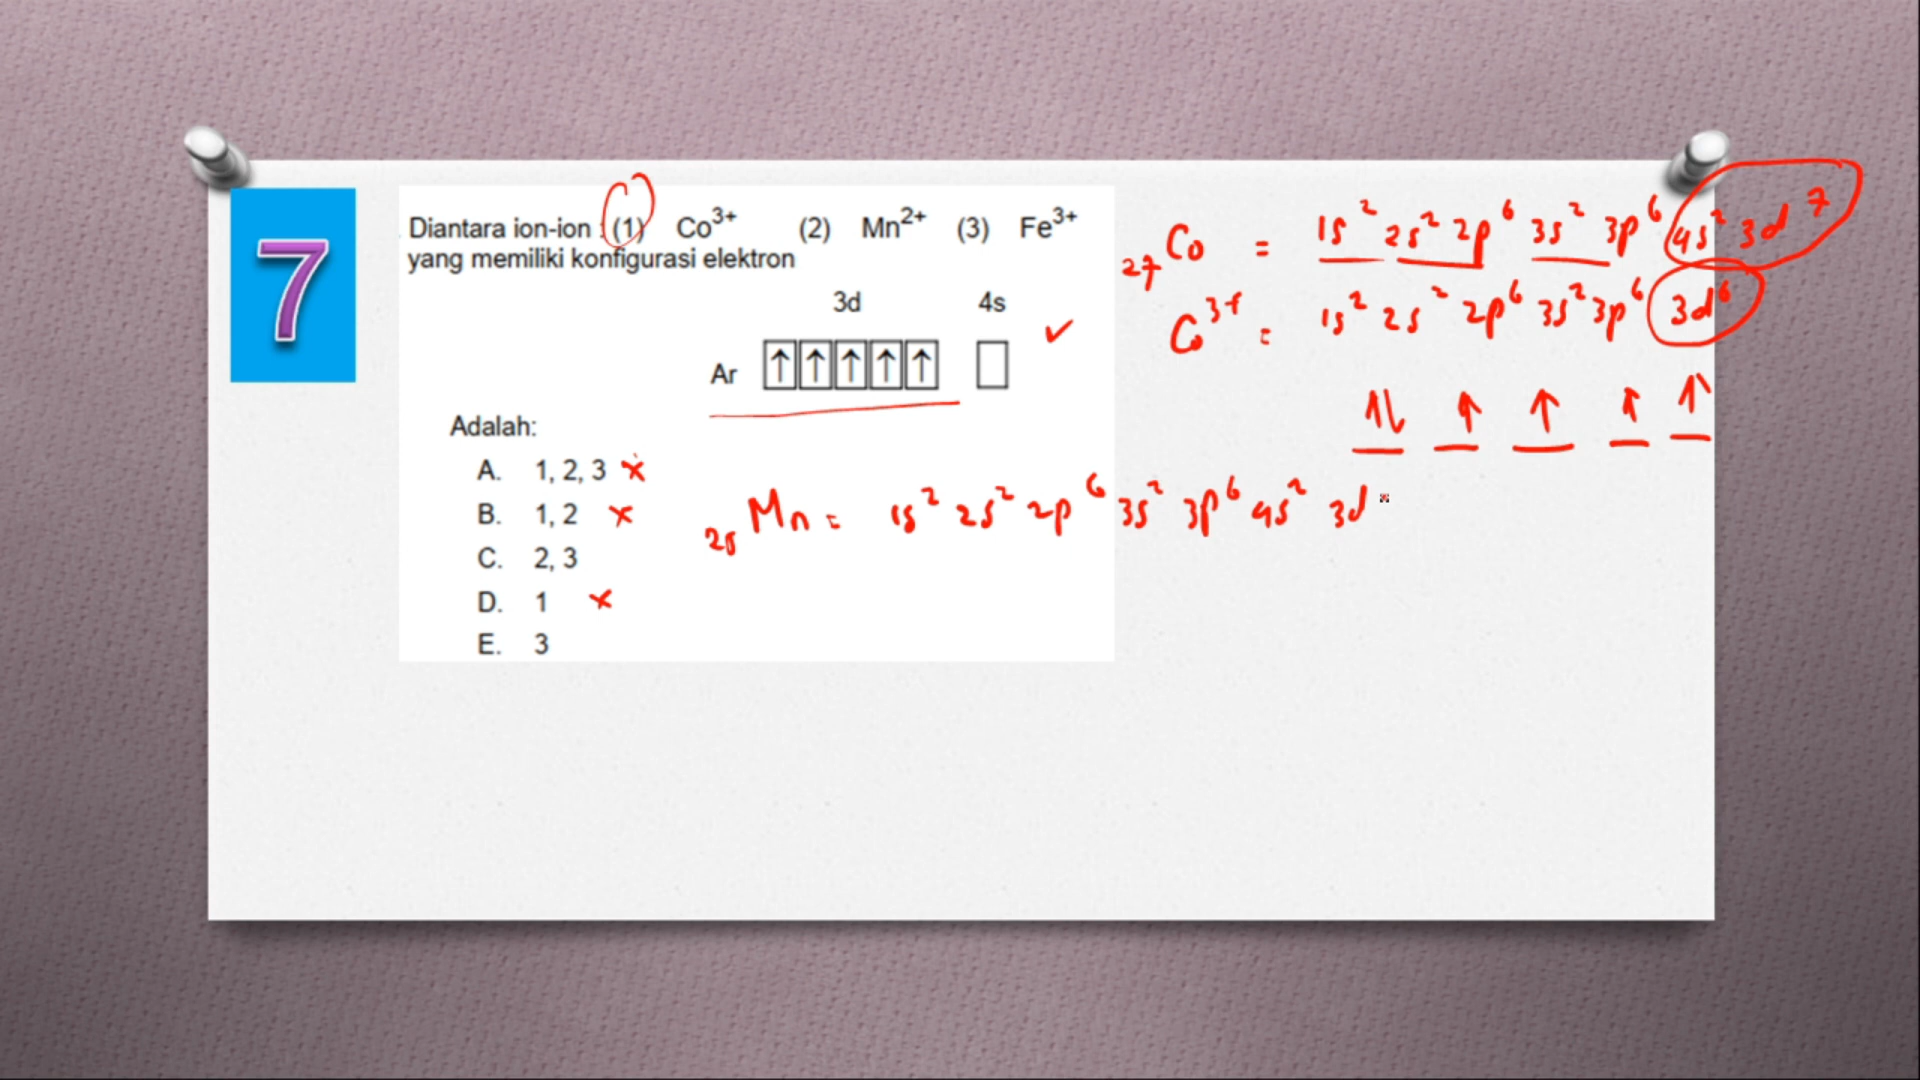 7
Diantara ion-ion : (1) Co³⁺ (2) Mn²⁺ (3) Fe³⁺
yang memiliki konfigurasi elektron
3d 4s
Ar ↑ ↑ ↑ ↑ ↑
Adalah:
A. 1, 2, 3
B. 1, 2
C. 2, 3
D. 1
E. 3
₂₇Co = 1s² 2s² 2p⁶ 3s² 3p⁶ 4s² 3d⁷
Co³⁺ = 1s² 2s² 2p⁶ 3s² 3p⁶ 3d⁶
↑↓ ↑ ↑ ↑ ↑
₂₅Mn = 1s² 2s² 2p⁶ 3s² 3p⁶ 4s² 3d